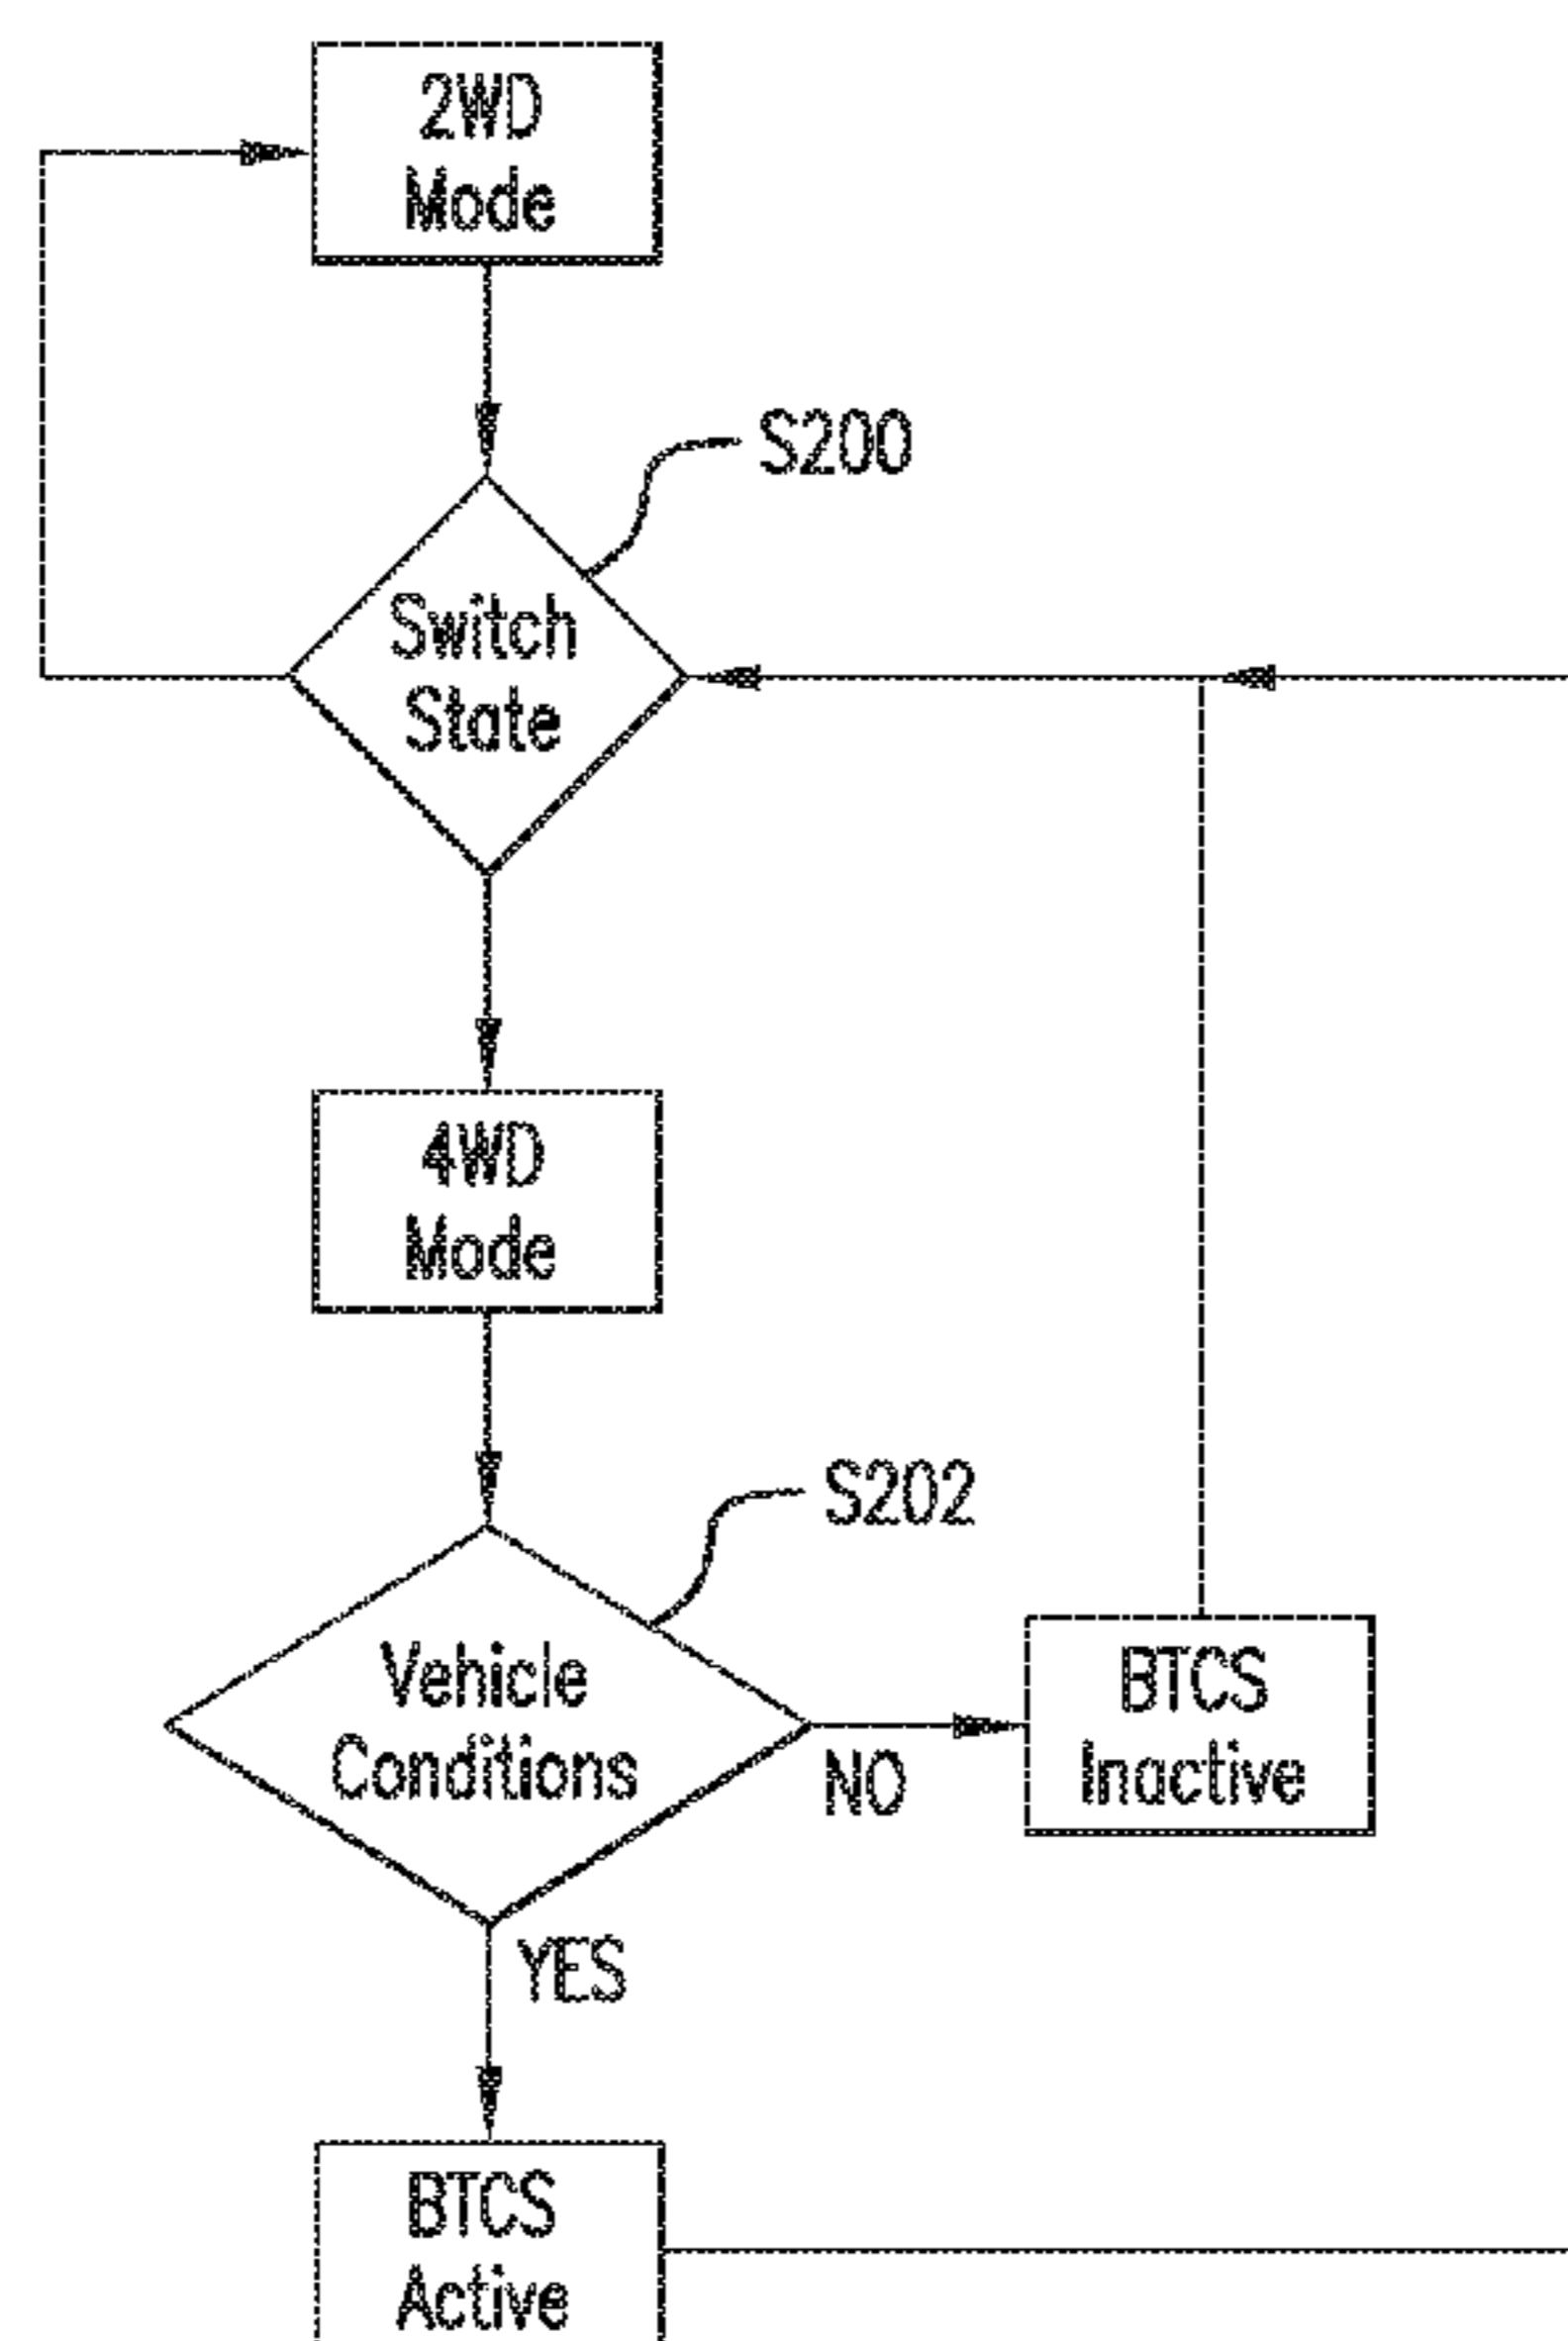 2WD
Mode
S200
Switch
State
4WD
Mode
S202
Vehicle
Conditions
NO
BTCS
Inactive
YES
BTCS
Active